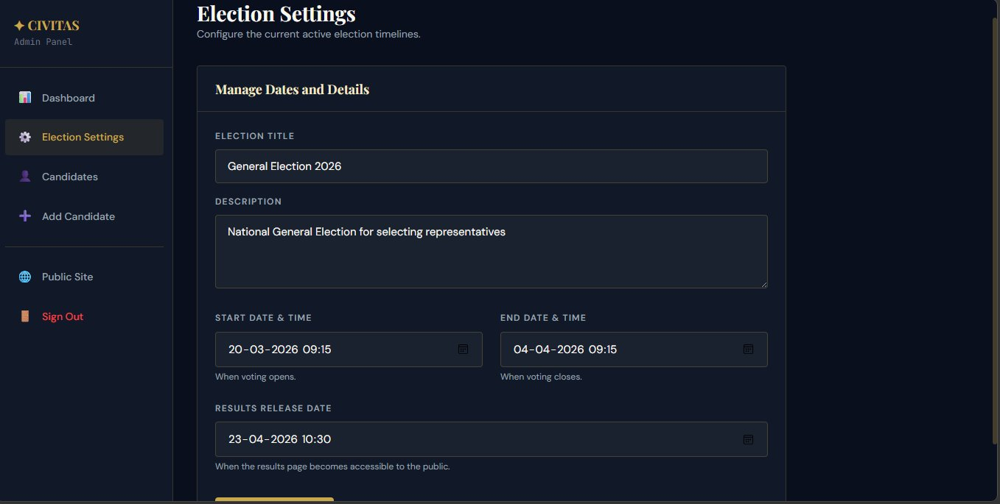 ✦ CIVITAS
Admin Panel
Dashboard
Election Settings
Candidates
Add Candidate
Public Site
Sign Out
Election Settings
Configure the current active election timelines.
Manage Dates and Details
ELECTION TITLE
General Election 2026
DESCRIPTION
National General Election for selecting representatives
START DATE & TIME
20-03-2026 09:15
When voting opens.
END DATE & TIME
04-04-2026 09:15
When voting closes.
RESULTS RELEASE DATE
23-04-2026 10:30
When the results page becomes accessible to the public.